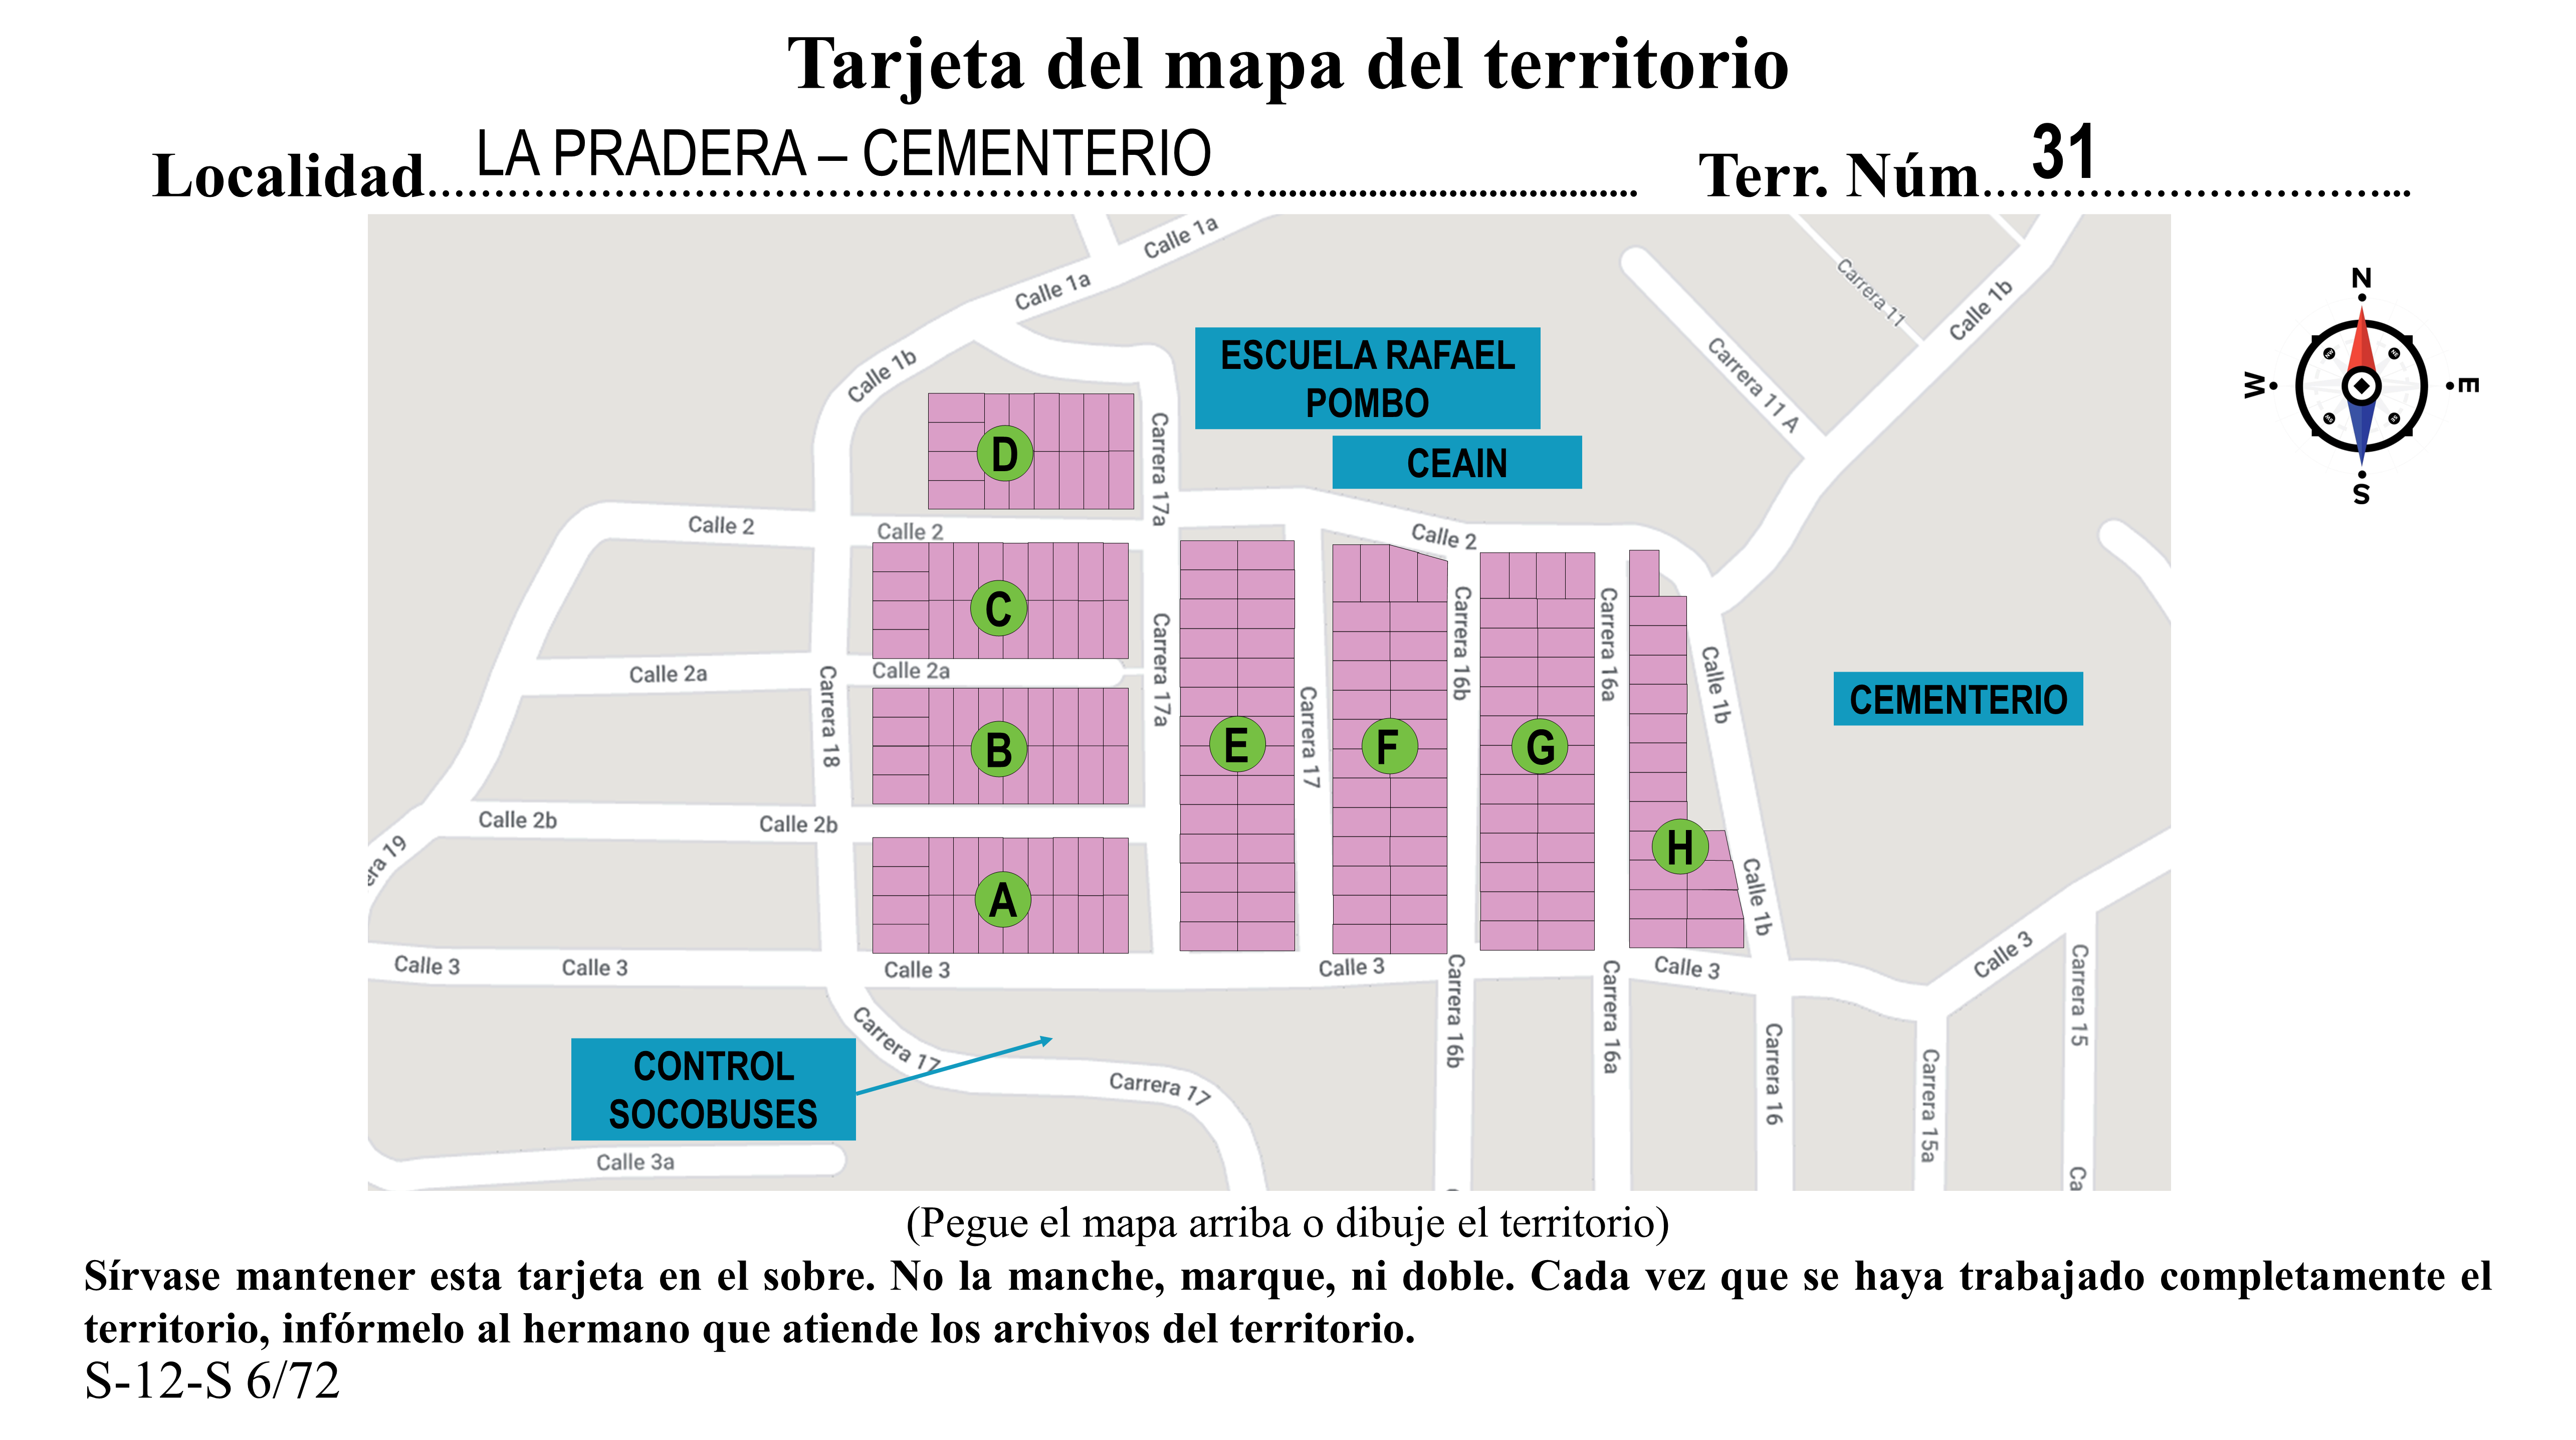 Tarjeta del mapa del territorio
Localidad
LA PRADERA – CEMENTERIO
Terr. Núm
31
Calle 1a
Calle 1a
Calle 1b
ESCUELA RAFAEL
POMBO
CEAIN
Carrera 11
Carrera 11 A
Calle 1b
N
W
E
S
D
Carrera 17a
Calle 2
Calle 2
Calle 2
C
Carrera 16b
Carrera 16a
Calle 1b
Calle 2a
Calle 2a
Carrera 17a
Carrera 18
Carrera 17
CEMENTERIO
B
E
F
G
H
Calle 2b
Calle 2b
era 19
A
Calle 1b
Calle 3
Calle 3
Calle 3
Calle 3
Calle 3
Calle 3
Carrera 16b
Carrera 16a
Carrera 15
Carrera 17
CONTROL
SOCOBUSES
Carrera 17
Carrera 16
Carrera 15a
Calle 3a
Ca
(Pegue el mapa arriba o dibuje el territorio)
Sírvase mantener esta tarjeta en el sobre. No la manche, marque, ni doble. Cada vez que se haya trabajado completamente el
territorio, infórmelo al hermano que atiende los archivos del territorio.
S-12-S 6/72